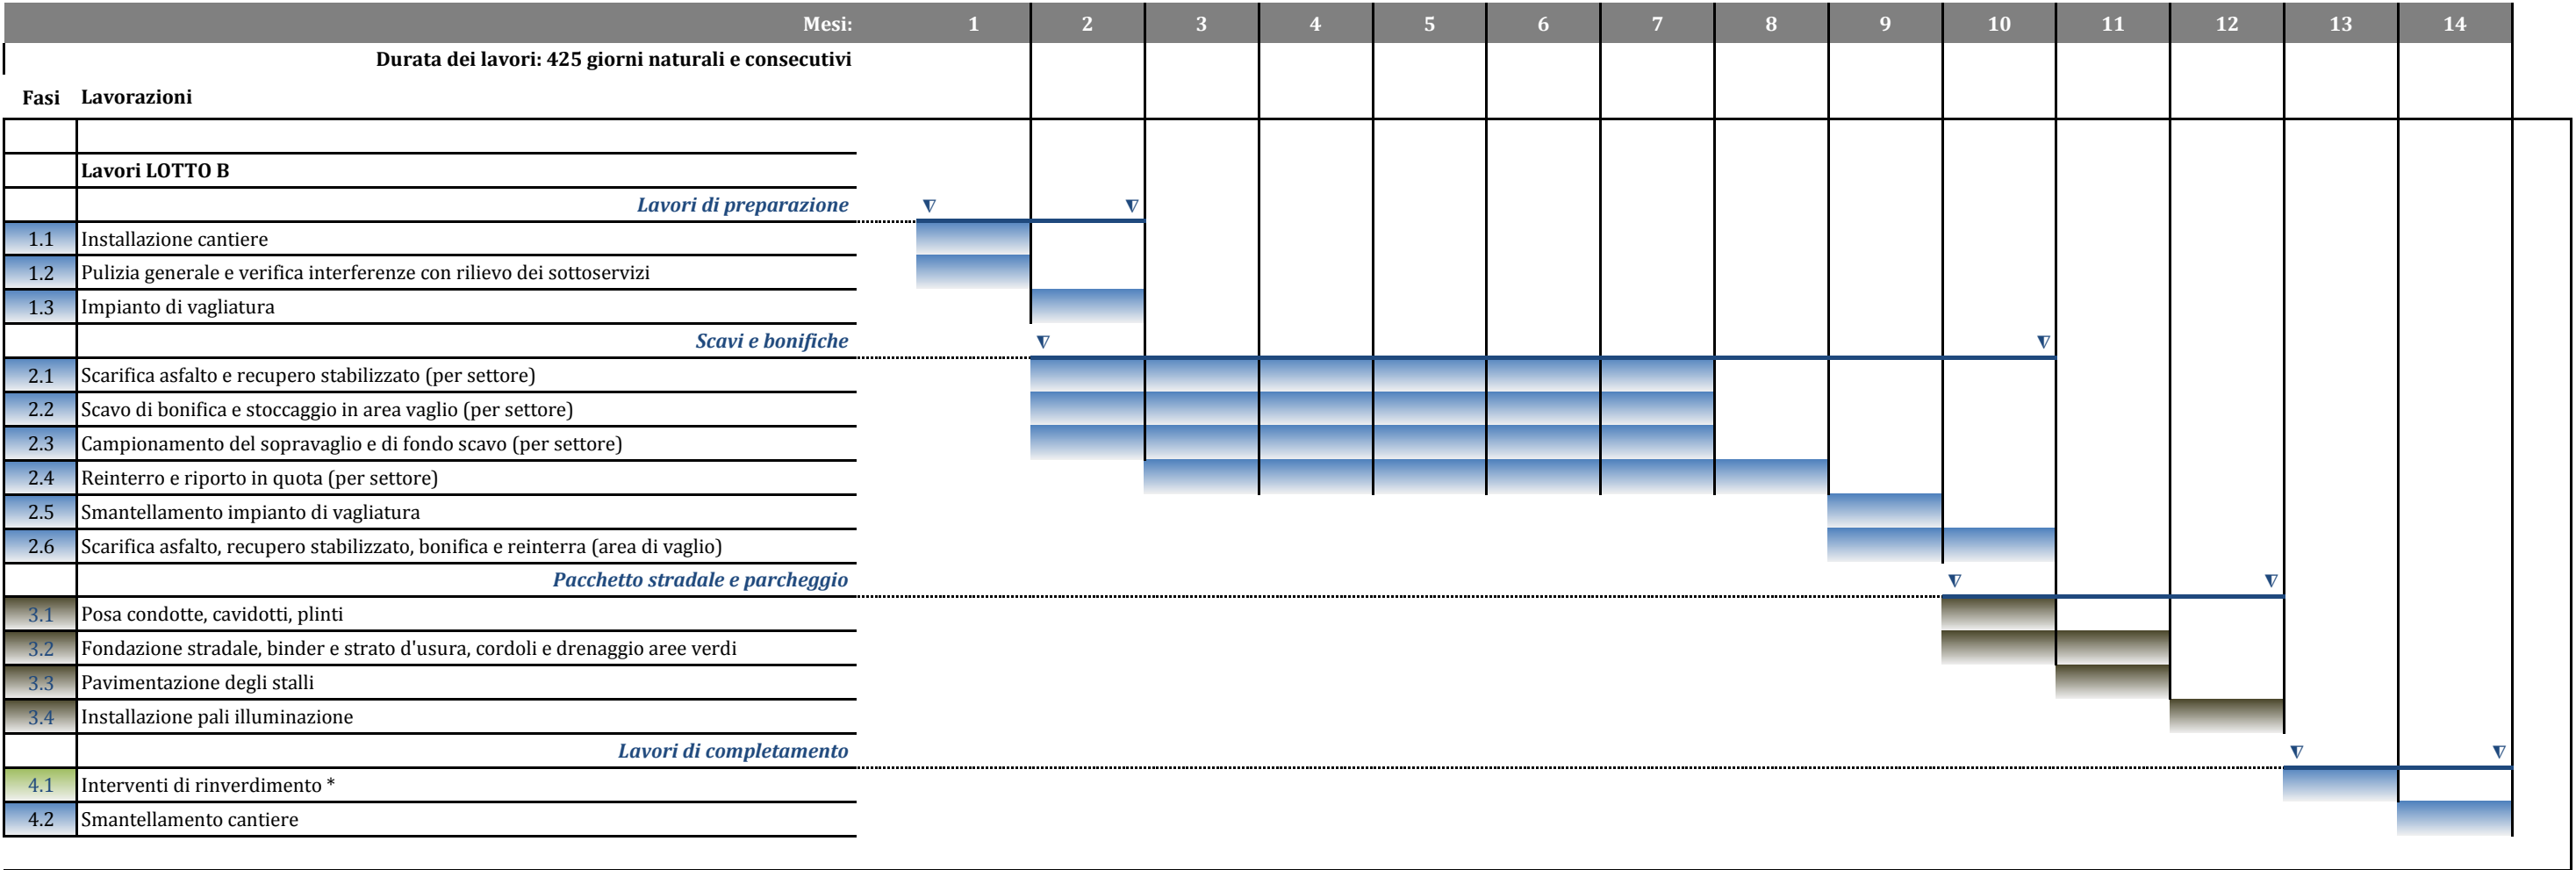 Mesi: 1 2 3 4 5 6 7 8 9 10 11 12 13 14
Durata dei lavori: 425 giorni naturali e consecutivi
Fasi Lavorazioni
Lavori LOTTO B
Lavori di preparazione
1.1 Installazione cantiere
1.2 Pulizia generale e verifica interferenze con rilievo dei sottoservizi
1.3 Impianto di vagliatura
Scavi e bonifiche
2.1 Scarifica asfalto e recupero stabilizzato (per settore)
2.2 Scavo di bonifica e stoccaggio in area vaglio (per settore)
2.3 Campionamento del sopravaglio e di fondo scavo (per settore)
2.4 Reinterro e riporto in quota (per settore)
2.5 Smantellamento impianto di vagliatura
2.6 Scarifica asfalto, recupero stabilizzato, bonifica e reinterra (area di vaglio)
Pacchetto stradale e parcheggio
3.1 Posa condotte, cavidotti, plinti
3.2 Fondazione stradale, binder e strato d'usura, cordoli e drenaggio aree verdi
3.3 Pavimentazione degli stalli
3.4 Installazione pali illuminazione
Lavori di completamento
4.1 Interventi di rinverdimento *
4.2 Smantellamento cantiere